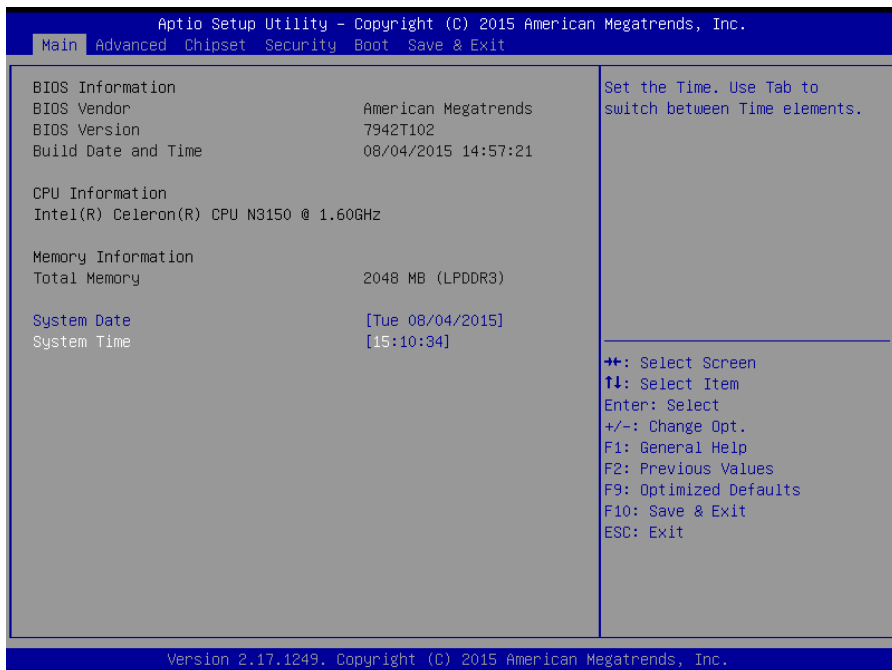 Aptio Setup Utility – Copyright (C) 2015 American Megatrends, Inc.
Main Advanced Chipset Security Boot Save & Exit
BIOS Information
BIOS Vendor American Megatrends
BIOS Version 7942T102
Build Date and Time 08/04/2015 14:57:21
CPU Information
Intel(R) Celeron(R) CPU N3150 @ 1.60GHz
Memory Information
Total Memory 2048 MB (LPDDR3)
System Date [Tue 08/04/2015]
System Time [15:10:34]
Set the Time. Use Tab to
switch between Time elements.
→←: Select Screen
↑↓: Select Item
Enter: Select
+/-: Change Opt.
F1: General Help
F2: Previous Values
F9: Optimized Defaults
F10: Save & Exit
ESC: Exit
Version 2.17.1249. Copyright (C) 2015 American Megatrends, Inc.